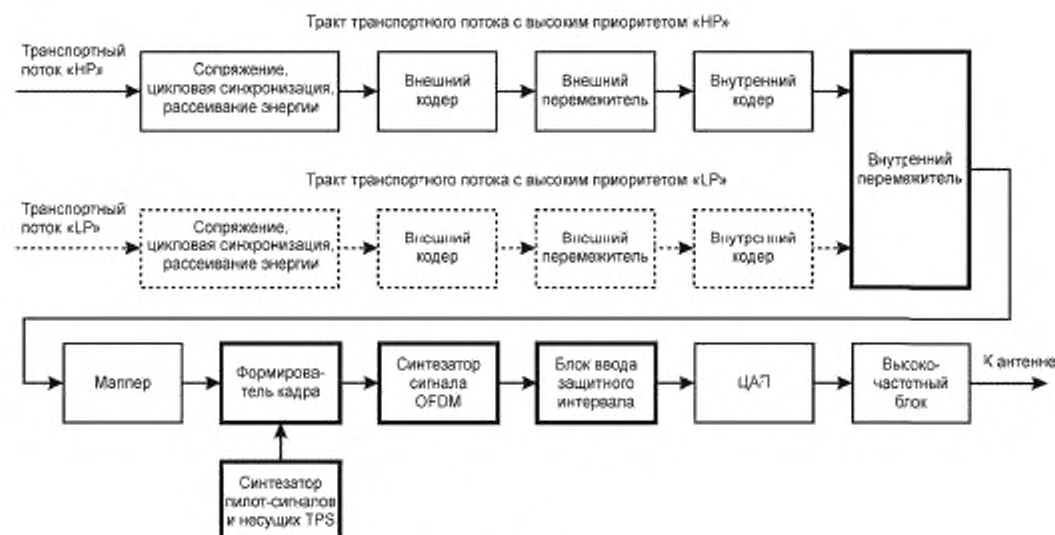 Тракт транспортного потока с высоким приоритетом «HP»
Транспортный
поток «HP»
Сопряжение,
цикловая синхронизация,
рассеивание энергии
Внешний
кодер
Внешний
перемежитель
Внутренний
кодер
Внутренний
перемежитель
Тракт транспортного потока с высоким приоритетом «LP»
Транспортный
поток «LP»
Сопряжение,
цикловая синхронизация,
рассеивание энергии
Внешний
кодер
Внешний
перемежитель
Внутренний
кодер
Маппер
Формирова-
тель кадра
Синтезатор
сигнала
OFDM
Блок ввода
защитного
интервала
ЦАП
Высоко-
частотный
блок
К антенне
Синтезатор
пилот-сигналов
и несущих TPS